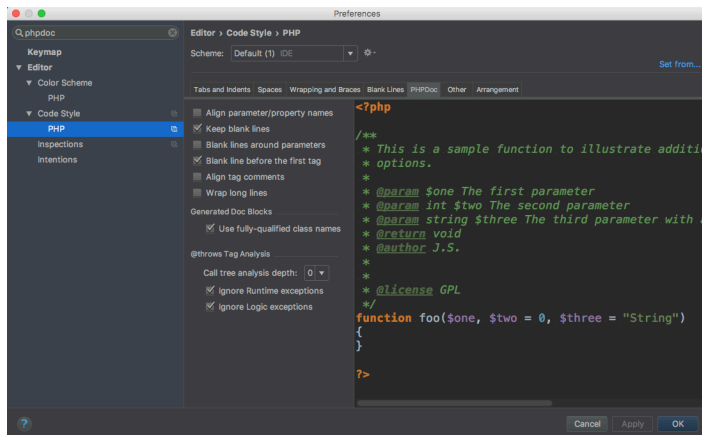 Preferences
phpdoc
Keymap
Editor
Color Scheme
PHP
Code Style
PHP
Inspections
Intentions
Editor › Code Style › PHP
Scheme: Default (1) IDE
Set from...
Tabs and Indents Spaces Wrapping and Braces Blank Lines PHPDoc Other Arrangement
Align parameter/property names
Keep blank lines
Blank lines around parameters
Blank line before the first tag
Align tag comments
Wrap long lines
Generated Doc Blocks
Use fully-qualified class names
@throws Tag Analysis
Call tree analysis depth: 0
Ignore Runtime exceptions
Ignore Logic exceptions
<?php
/**
* This is a sample function to illustrate additi
* options.
*
* @param $one The first parameter
* @param int $two The second parameter
* @param string $three The third parameter with
* @return void
* @author J.S.
*
*
* @license GPL
*/
function foo($one, $two = 0, $three = "String")
{
}
?>
?
Cancel Apply OK